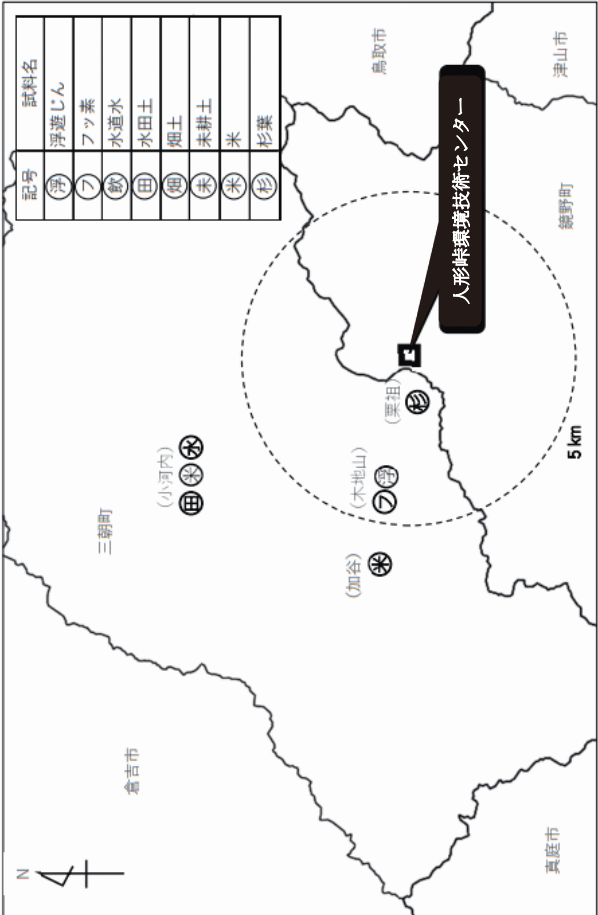 記号 試料名
浮 浮遊じん
フ フッ素
飲 水道水
田 水田土
畑 畑土
未 未耕土
米 米
杉 杉葉
N
倉吉市
三朝町
鳥取市
津山市
鏡野町
真庭市
(小河内)
田 米 水
(木地山)
フ 浮
(加谷)
米
(栗祖)
杉
人形峠環境技術センター
5 km